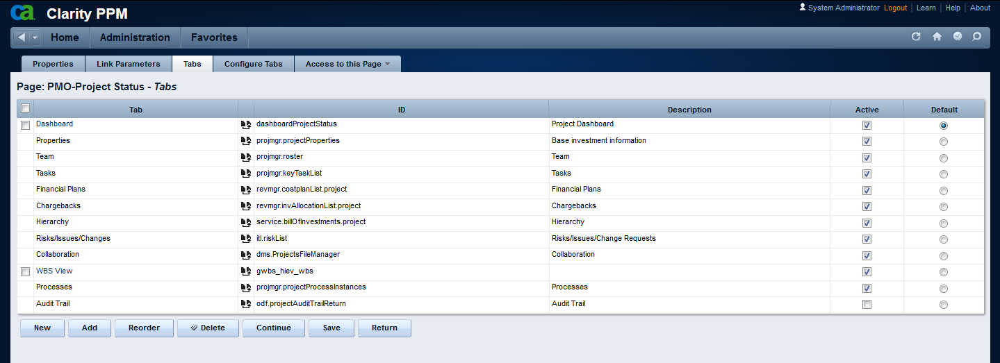 ca Clarity PPM System Administrator Logout Learn Help About
Home Administration Favorites
Properties Link Parameters Tabs Configure Tabs Access to this Page
Page: PMO-Project Status - Tabs
Tab ID Description Active Default
Dashboard dashboardProjectStatus Project Dashboard
Properties projmgr.projectProperties Base investment information
Team projmgr.roster Team
Tasks projmgr.keyTaskList Tasks
Financial Plans revmgr.costplanList.project Financial Plans
Chargebacks revmgr.invAllocationList.project Chargebacks
Hierarchy service.billOfInvestments.project Hierarchy
Risks/Issues/Changes itl.riskList Risks/Issues/Change Requests
Collaboration dms.ProjectsFileManager Collaboration
WBS View gwbs_hiev_wbs
Processes projmgr.projectProcessInstances Processes
Audit Trail odf.projectAuditTrailReturn Audit Trail
New Add Reorder Delete Continue Save Return